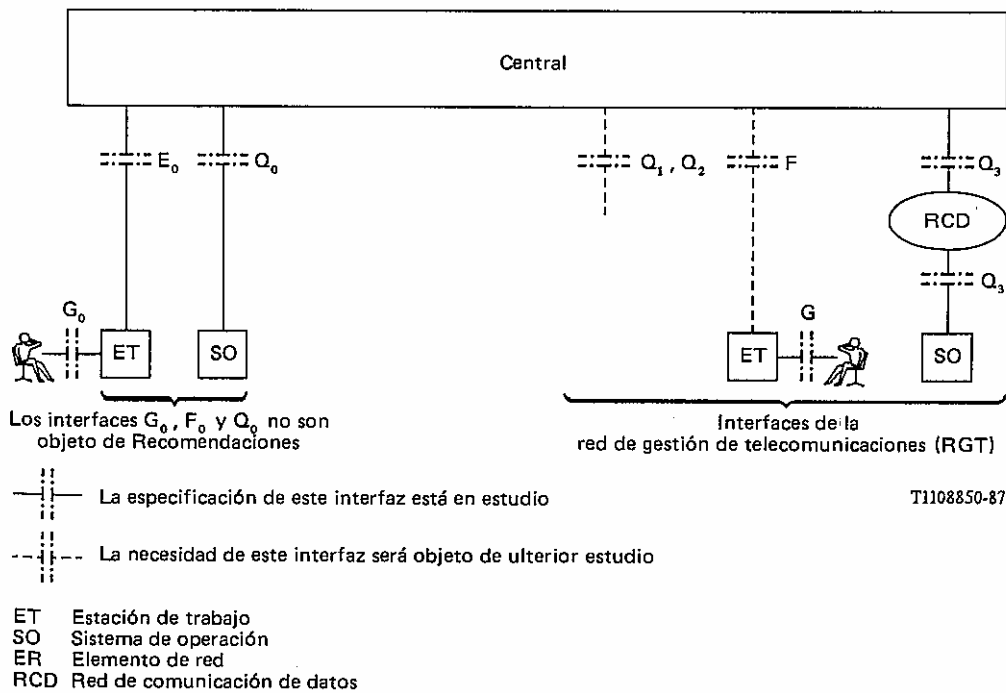 Central
E₀
Q₀
Q₁, Q₂
F
Q₃
RCD
Q₃
G₀
G
ET
SO
ET
SO
Los interfaces G₀, F₀ y Q₀ no son
objeto de Recomendaciones
Interfaces de la
red de gestión de telecomunicaciones (RGT)
La especificación de este interfaz está en estudio
T1108850-87
La necesidad de este interfaz será objeto de ulterior estudio
ET Estación de trabajo
SO Sistema de operación
ER Elemento de red
RCD Red de comunicación de datos